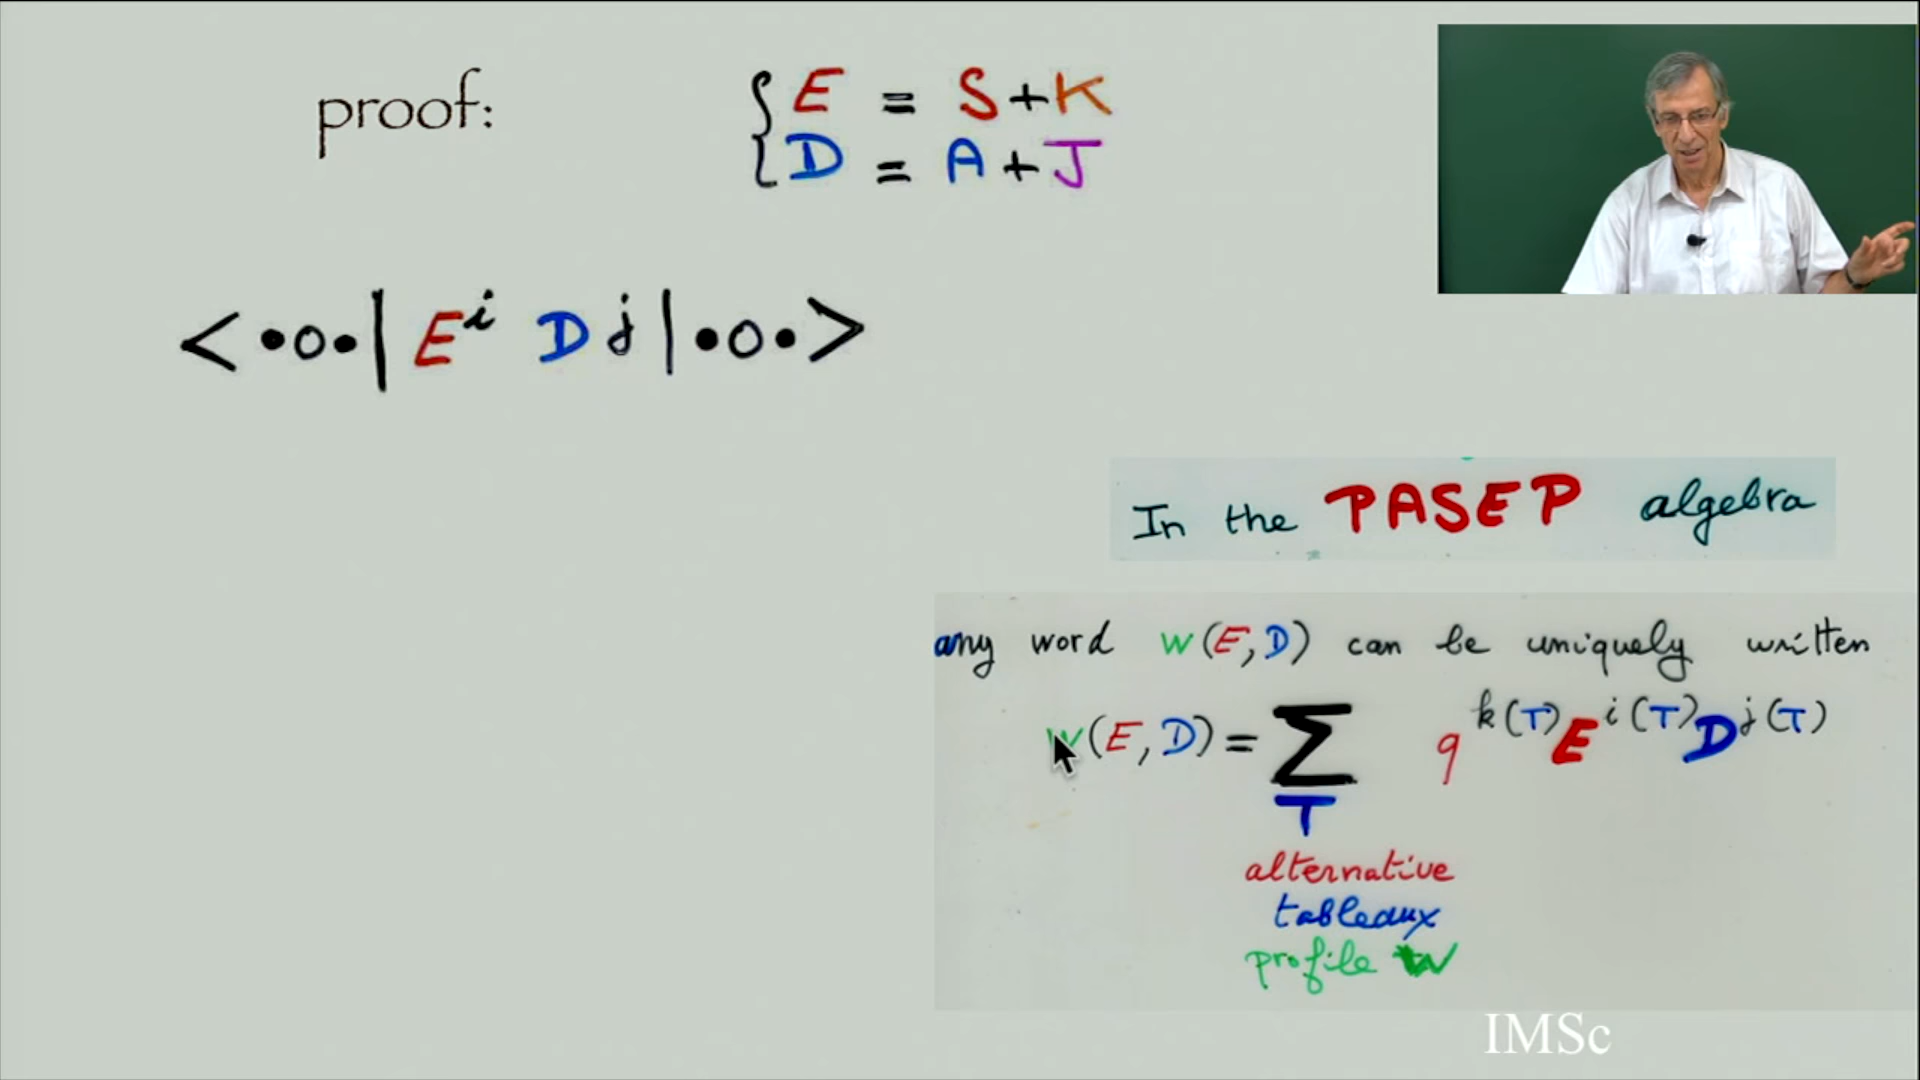 proof:
E = S+K
D = A+J
<•o•| E^i D^j |•o•>
In the PASEP algebra
any word w(E,D) can be uniquely written
w(E,D) = Σ q^k(T) E^i(T) D^j(T)
T
alternative
tableaux
profile w
IMSc